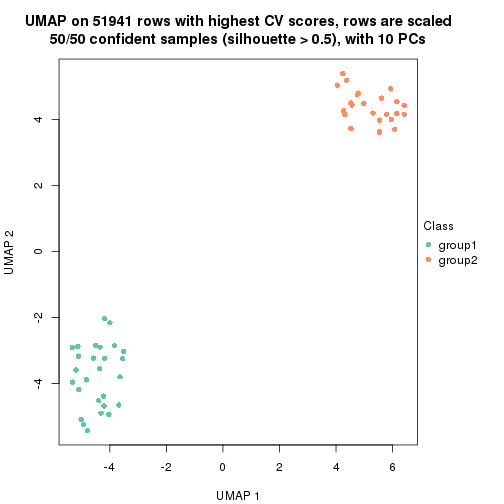 UMAP on 51941 rows with highest CV scores, rows are scaled
50/50 confident samples (silhouette > 0.5), with 10 PCs
4
2
0
-2
-4
UMAP 2
-4
-2
0
2
4
6
UMAP 1
Class
group1
group2